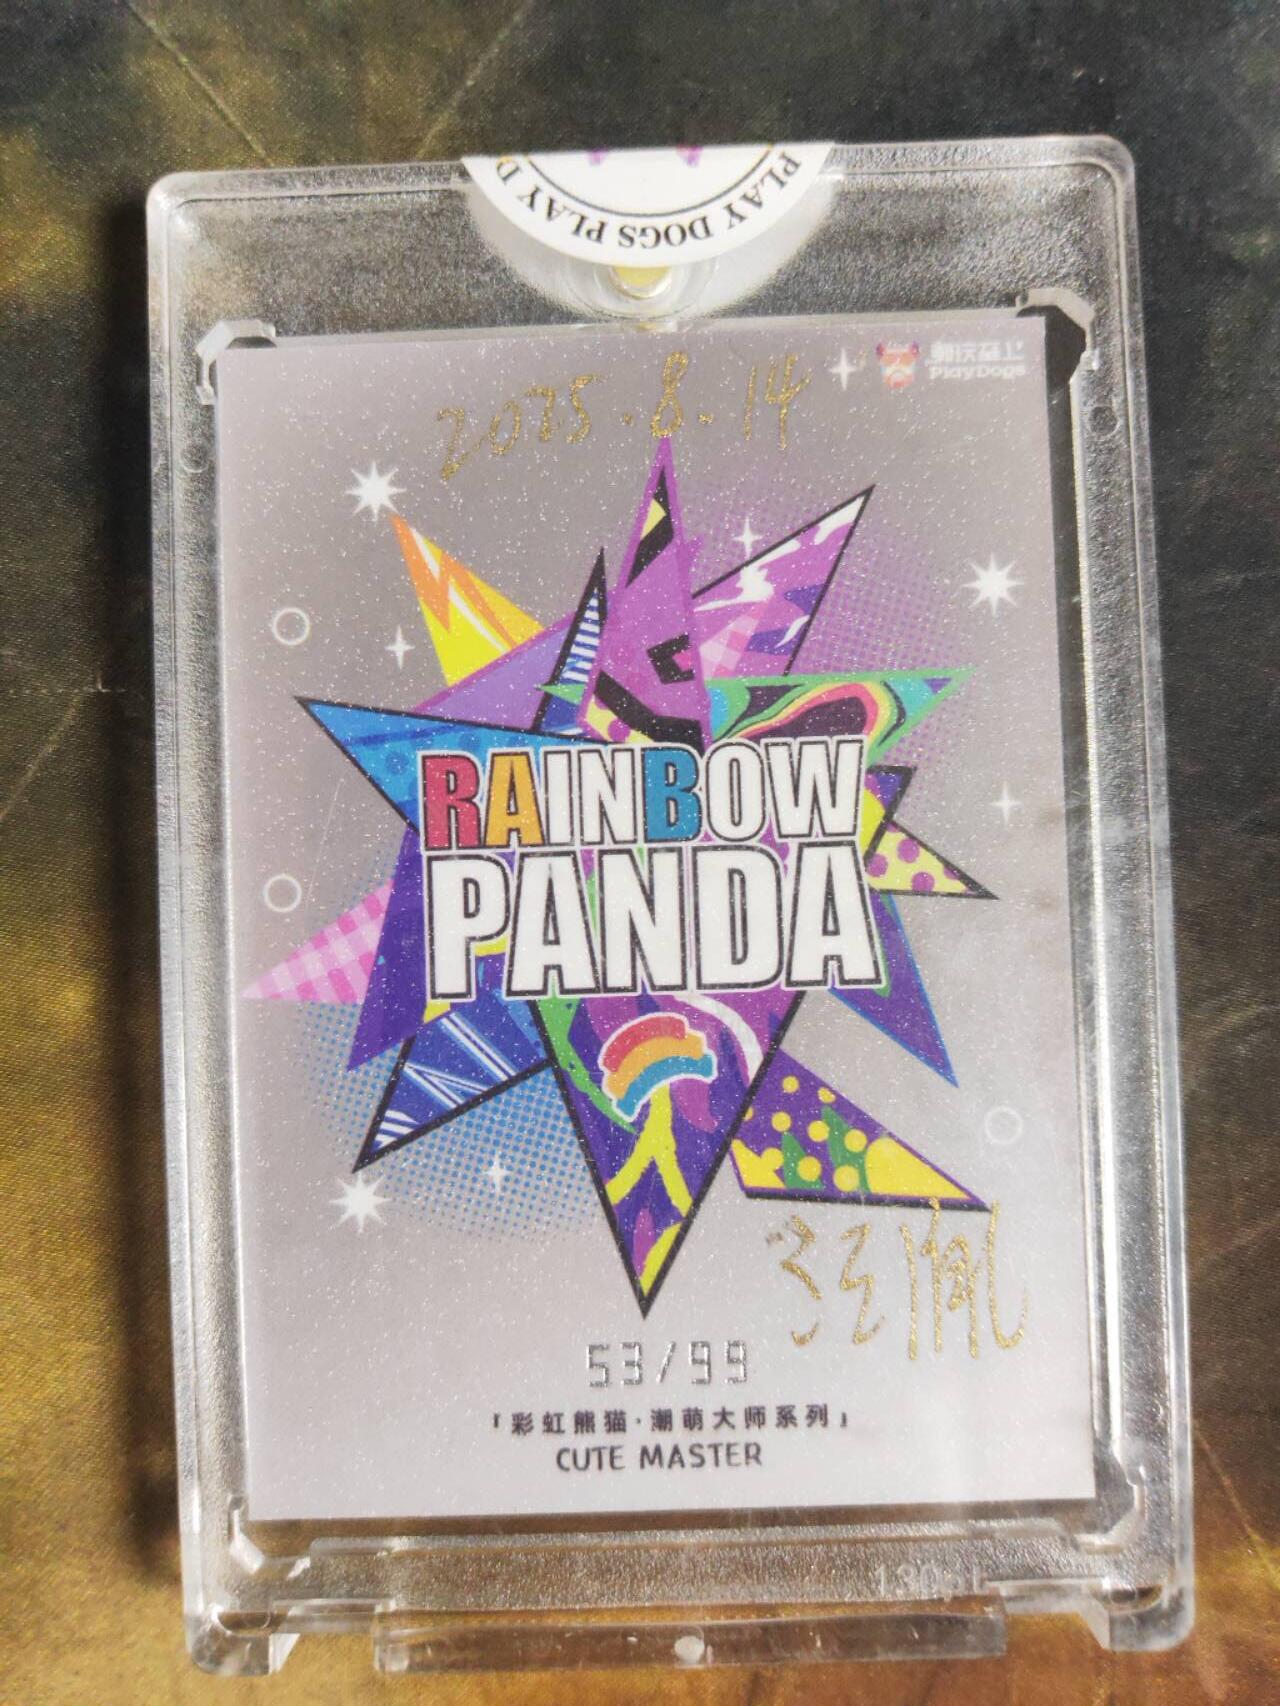 PLAY DOGS PLAY D
2025.8.14
PlayDogs
RAINBOW
PANDA
53/99
「彩虹熊猫·潮萌大师系列」
CUTE MASTER